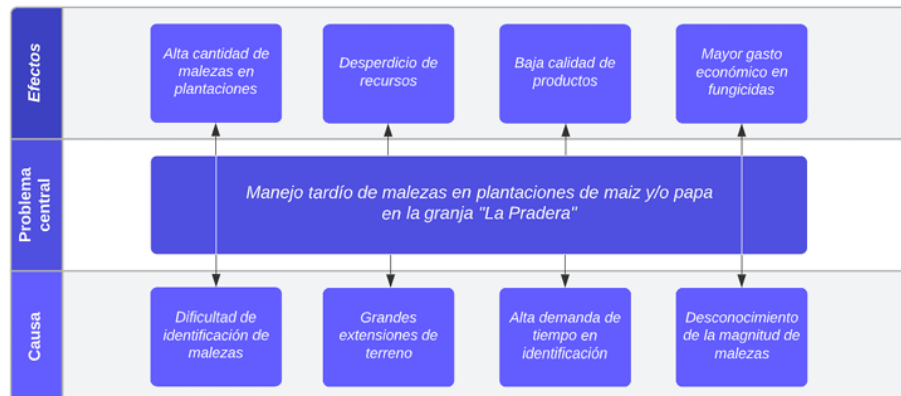 Efectos
Alta cantidad de
malezas en
plantaciones
Desperdicio de
recursos
Baja calidad de
productos
Mayor gasto
económico en
fungicidas
Problema
central
Manejo tardío de malezas en plantaciones de maiz y/o papa
en la granja "La Pradera"
Causa
Dificultad de
identificación de
malezas
Grandes
extensiones de
terreno
Alta demanda de
tiempo en
identificación
Desconocimiento
de la magnitud de
malezas